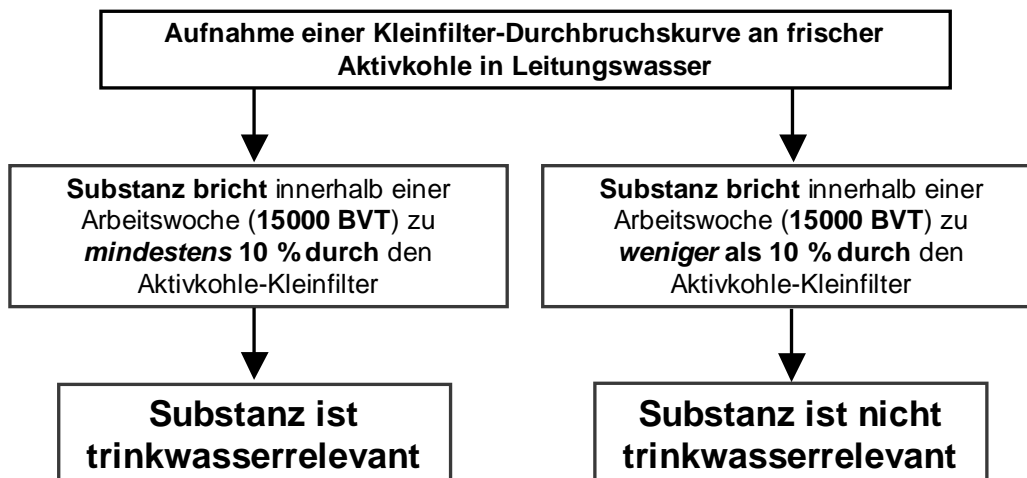 Aufnahme einer Kleinfilter-Durchbruchskurve an frischer
Aktivkohle in Leitungswasser
Substanz bricht innerhalb einer
Arbeitswoche (15000 BVT) zu
mindestens 10 % durch den
Aktivkohle-Kleinfilter
Substanz bricht innerhalb einer
Arbeitswoche (15000 BVT) zu
weniger als 10 % durch den
Aktivkohle-Kleinfilter
Substanz ist
trinkwasserrelevant
Substanz ist nicht
trinkwasserrelevant